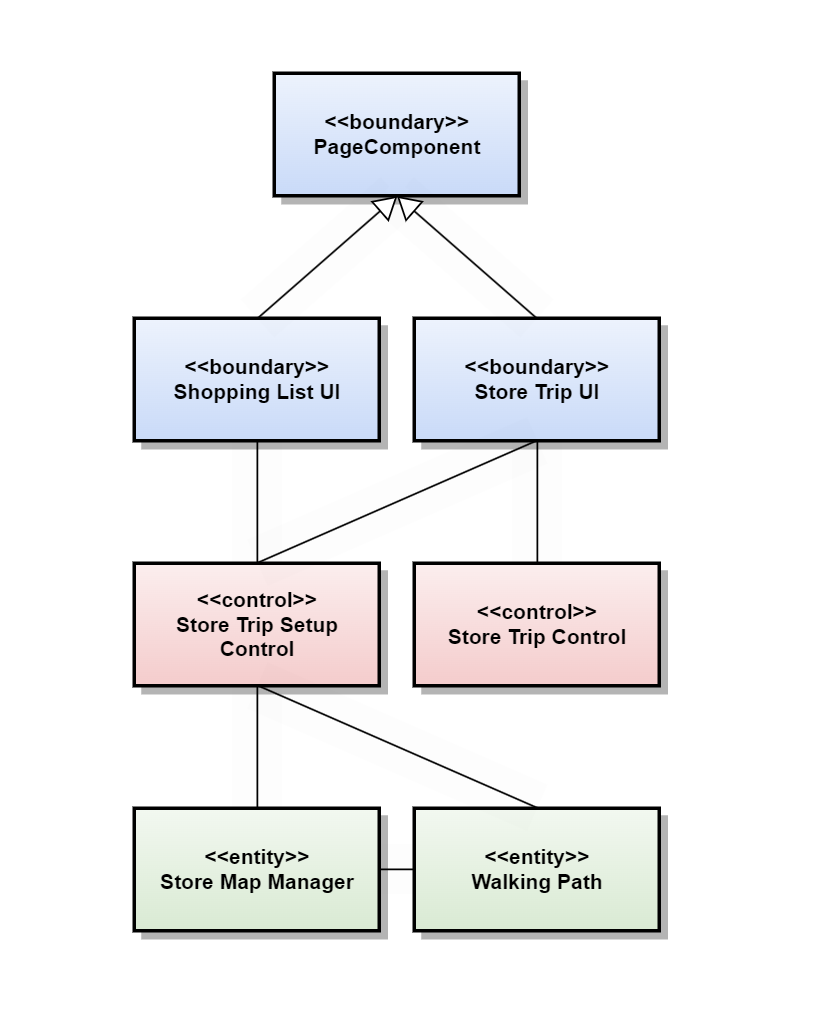 <<boundary>>
PageComponent
<<boundary>>
Shopping List UI
<<boundary>>
Store Trip UI
<<control>>
Store Trip Setup
Control
<<control>>
Store Trip Control
<<entity>>
Store Map Manager
<<entity>>
Walking Path